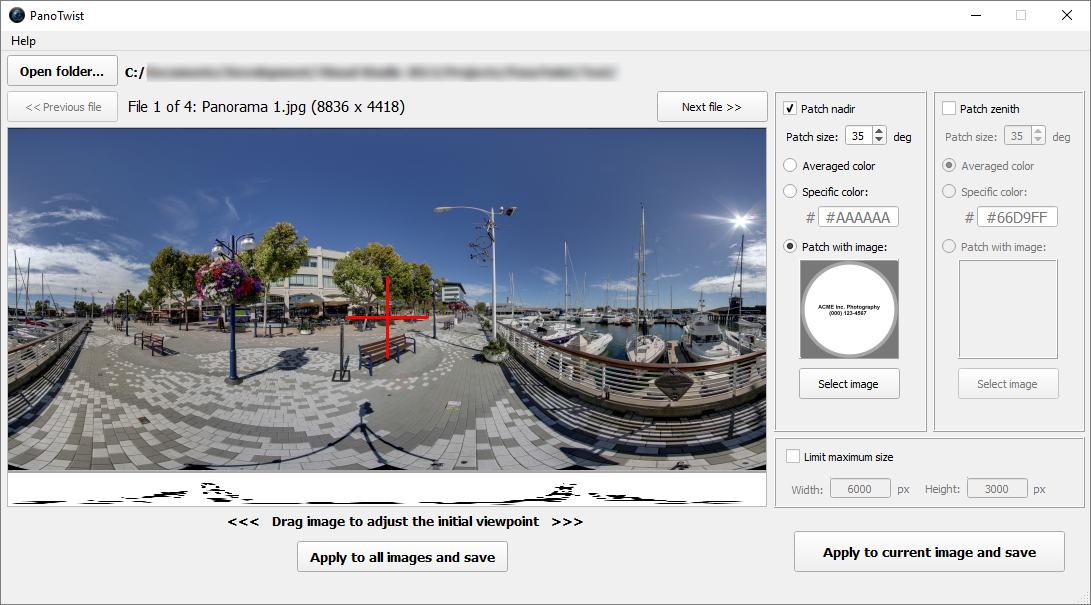 PanoTwist
Help
Open folder... C:/
<< Previous file File 1 of 4: Panorama 1.jpg (8836 x 4418) Next file >>
Patch nadir
Patch size: 35 deg
Averaged color
Specific color:
# #AAAAAA
Patch with image:
ACME Inc. Photography
(000) 123-4567
Select image
Patch zenith
Patch size: 35 deg
Averaged color
Specific color:
# #66D9FF
Patch with image:
Select image
Limit maximum size
Width: 6000 px Height: 3000 px
<<< Drag image to adjust the initial viewpoint >>>
Apply to all images and save
Apply to current image and save